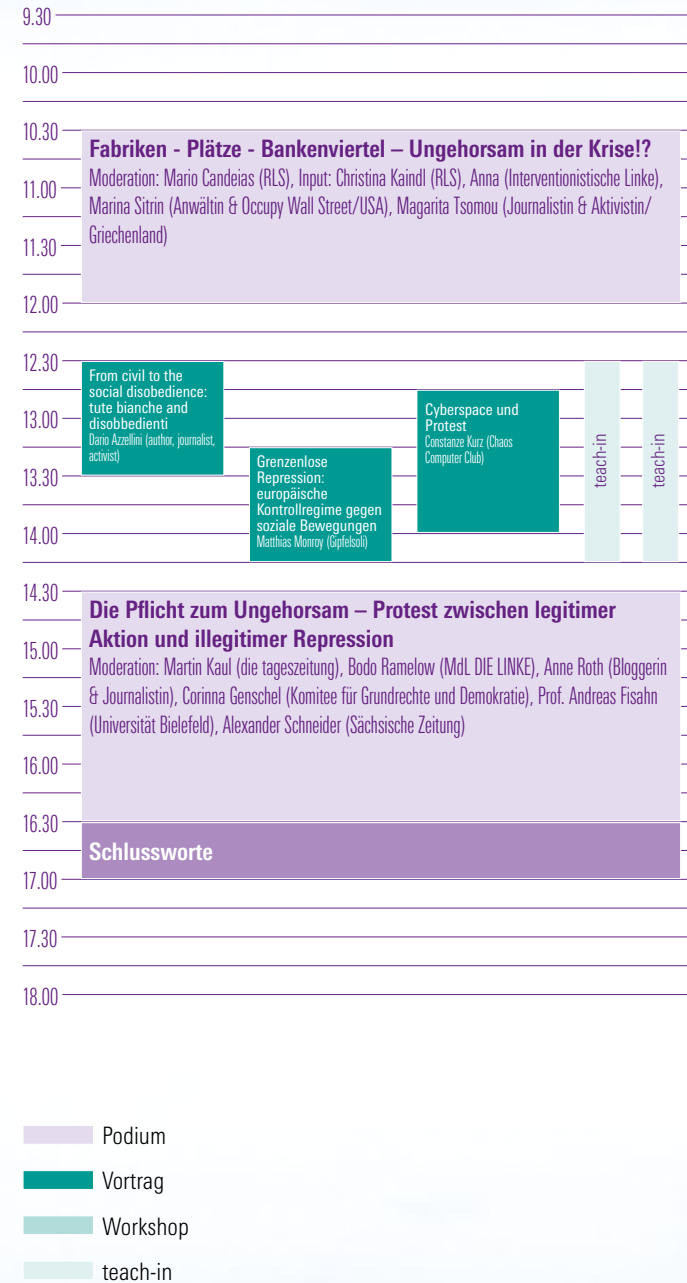 9.30
10.00
10.30
Fabriken - Plätze - Bankenviertel – Ungehorsam in der Krise!?
Moderation: Mario Candeias (RLS), Input: Christina Kaindl (RLS), Anna (Interventionistische Linke),
11.00
Marina Sitrin (Anwältin & Occupy Wall Street/USA), Magarita Tsomou (Journalistin & Aktivistin/
Griechenland)
11.30
12.00
12.30
From civil to the
social disobedience:
tute bianche and
disobbedienti
Dario Azzellini (author, journalist,
activist)
Grenzenlose
Repression:
europäische
Kontrollregime gegen
soziale Bewegungen
Matthias Monroy (Gipfelsoli)
Cyberspace und
Protest
Constanze Kurz (Chaos
Computer Club)
teach-in
teach-in
13.00
13.30
14.00
14.30
Die Pflicht zum Ungehorsam – Protest zwischen legitimer
Aktion und illegitimer Repression
15.00
Moderation: Martin Kaul (die tageszeitung), Bodo Ramelow (MdL DIE LINKE), Anne Roth (Bloggerin
& Journalistin), Corinna Genschel (Komitee für Grundrechte und Demokratie), Prof. Andreas Fisahn
15.30
(Universität Bielefeld), Alexander Schneider (Sächsische Zeitung)
16.00
16.30
Schlussworte
17.00
17.30
18.00
Podium
Vortrag
Workshop
teach-in